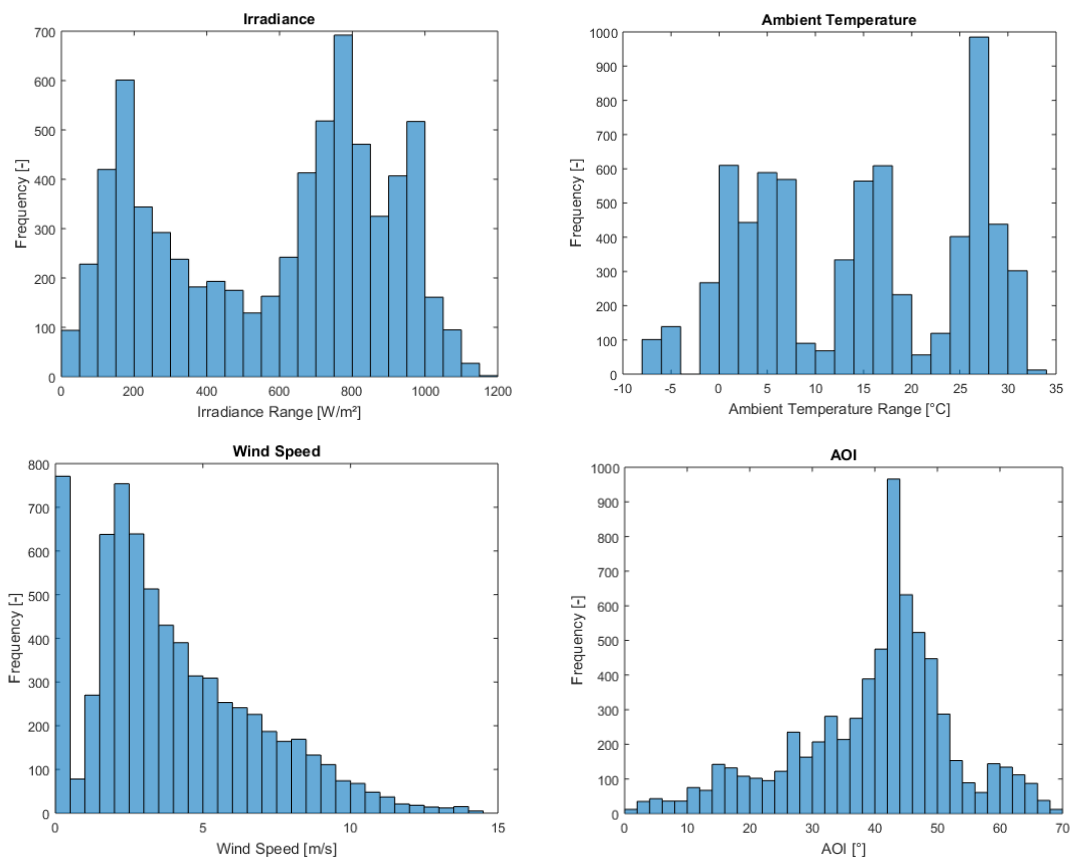 Irradiance
700
600
500
400
300
200
100
0
Frequency [-]
0 200 400 600 800 1000 1200
Irradiance Range [W/m²]
Ambient Temperature
1000
900
800
700
600
500
400
300
200
100
0
Frequency [-]
-10 -5 0 5 10 15 20 25 30 35
Ambient Temperature Range [°C]
Wind Speed
800
700
600
500
400
300
200
100
0
Frequency [-]
0 5 10 15
Wind Speed [m/s]
AOI
1000
900
800
700
600
500
400
300
200
100
0
Frequency [-]
0 10 20 30 40 50 60 70
AOI [°]